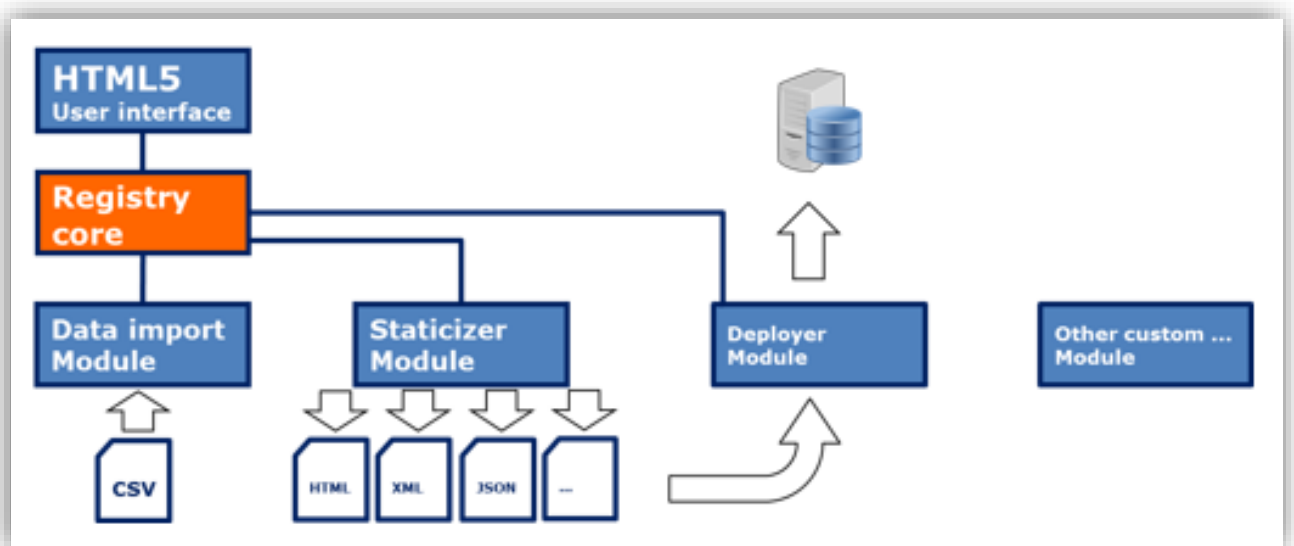 HTML5
User interface
Registry
core
Data import
Module
Staticizer
Module
Deployer
Module
Other custom ...
Module
CSV
HTML
XML
JSON
...